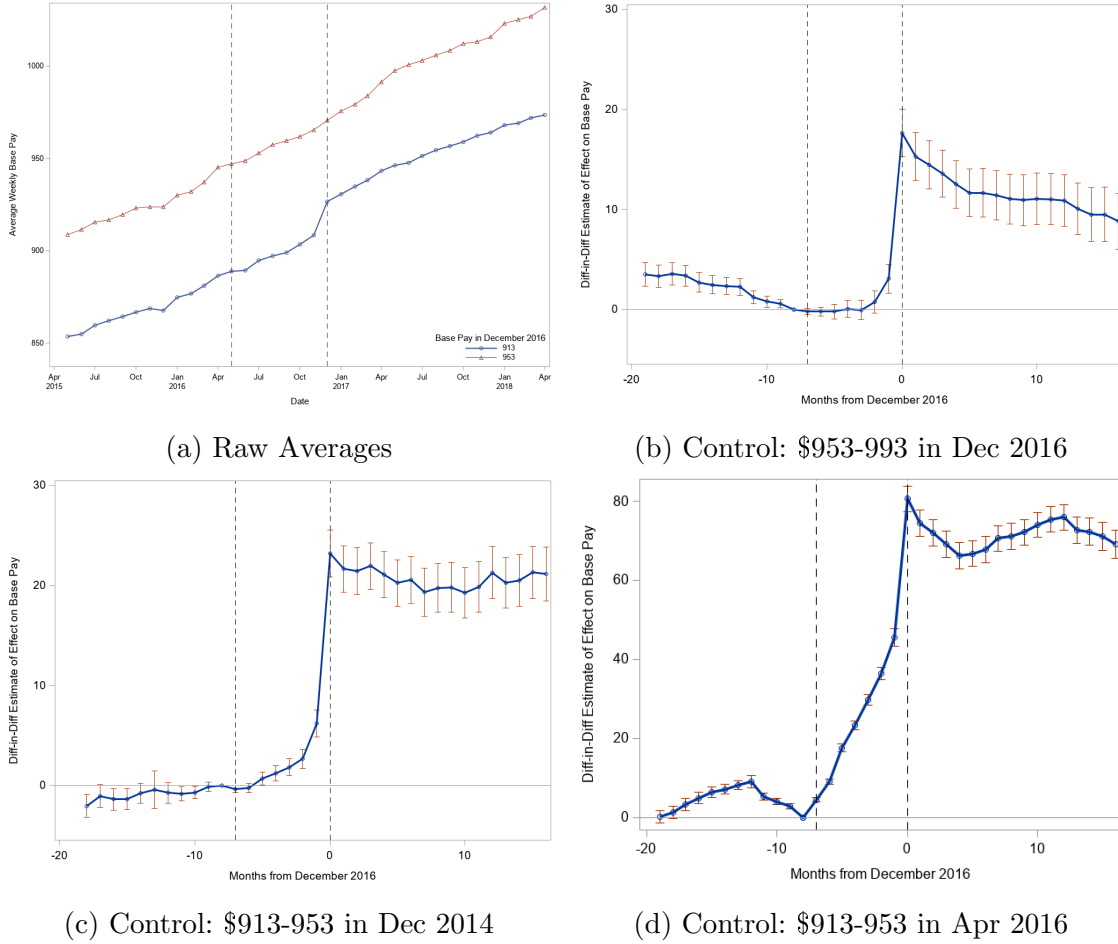 Average Weekly Base Pay
1000
950
900
850
Base Pay in December 2016
913
953
Apr
2015
Jul
Oct
Jan
2016
Apr
Jul
Oct
Jan
2017
Apr
Jul
Oct
Jan
2018
Apr
Date
(a) Raw Averages
Diff-in-Diff Estimate of Effect on Base Pay
30
20
10
0
-20
-10
0
10
Months from December 2016
(b) Control: $953-993 in Dec 2016
Diff-in-Diff Estimate of Effect on Base Pay
30
20
10
0
-20
-10
0
10
Months from December 2016
(c) Control: $913-953 in Dec 2014
Diff-in-Diff Estimate of Effect on Base Pay
80
60
40
20
0
-20
-10
0
10
Months from December 2016
(d) Control: $913-953 in Apr 2016